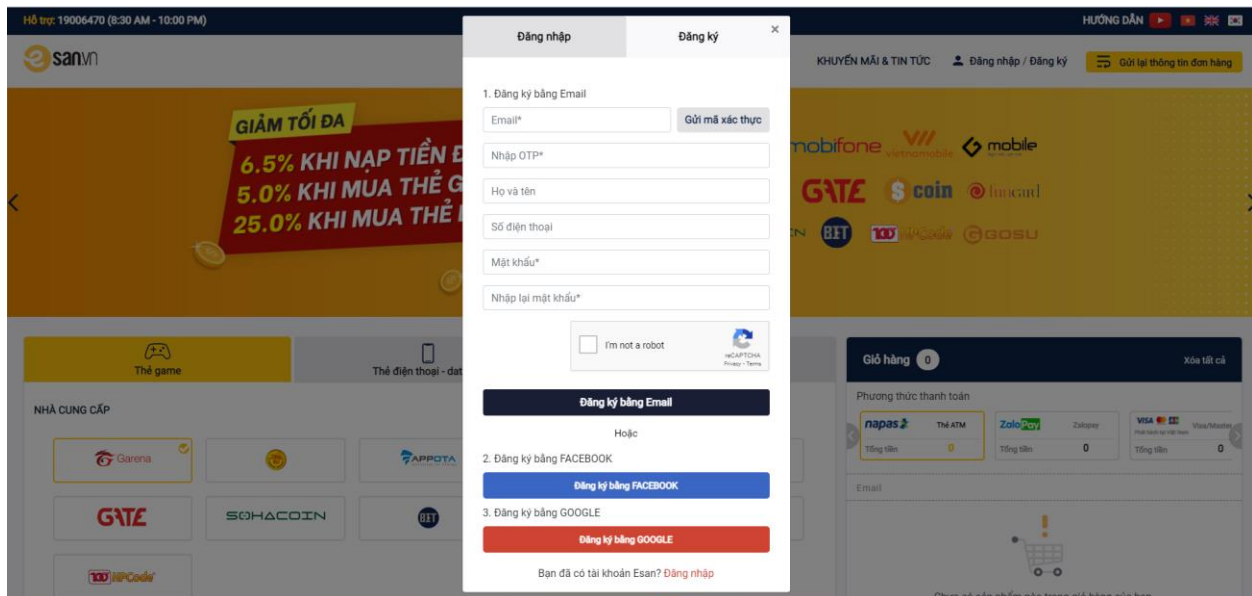 Hỗ trợ: 19006470 (8:30 AM - 10:00 PM)
HƯỚNG DẪN
esan.vn
KHUYẾN MÃI & TIN TỨC
Đăng nhập / Đăng ký
Gửi lại thông tin đơn hàng
Đăng nhập
Đăng ký
×
1. Đăng ký bằng Email
Email*
Gửi mã xác thực
Nhập OTP*
Họ và tên
Số điện thoại
Mật khẩu*
Nhập lại mật khẩu*
I'm not a robot
reCAPTCHA
Privacy - Terms
Đăng ký bằng Email
Hoặc
2. Đăng ký bằng FACEBOOK
Đăng ký bằng FACEBOOK
3. Đăng ký bằng GOOGLE
Đăng ký bằng GOOGLE
Bạn đã có tài khoản Esan? Đăng nhập
GIẢM TỐI ĐA
6.5% KHI NẠP TIỀN
5.0% KHI MUA THẺ
25.0% KHI MUA THẺ
mobifone vietnamobile mobile
GATE coin funcard
BIT 100 VPCode GOSU
Thẻ game
Thẻ điện thoại - dat
NHÀ CUNG CẤP
Garena
APPOTA
GATE
SOHACOIN
BIT
100 VPCode
Giỏ hàng 0
Xóa tất cả
Phương thức thanh toán
napas Thẻ ATM
Tổng tiền 0
ZaloPay Zalopay
Tổng tiền 0
VISA Visa/Master
Tổng tiền 0
Email